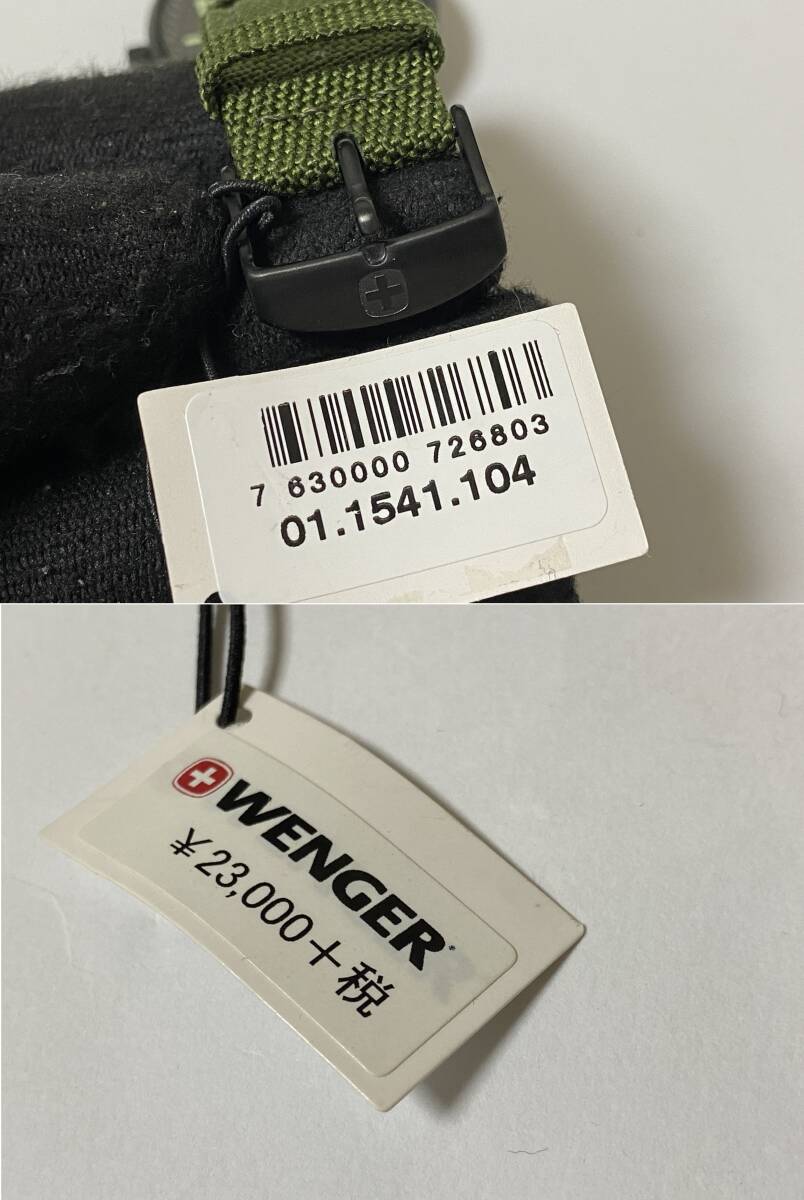 7 630000 726803
01.1541.104
WENGER®
¥23,000+税